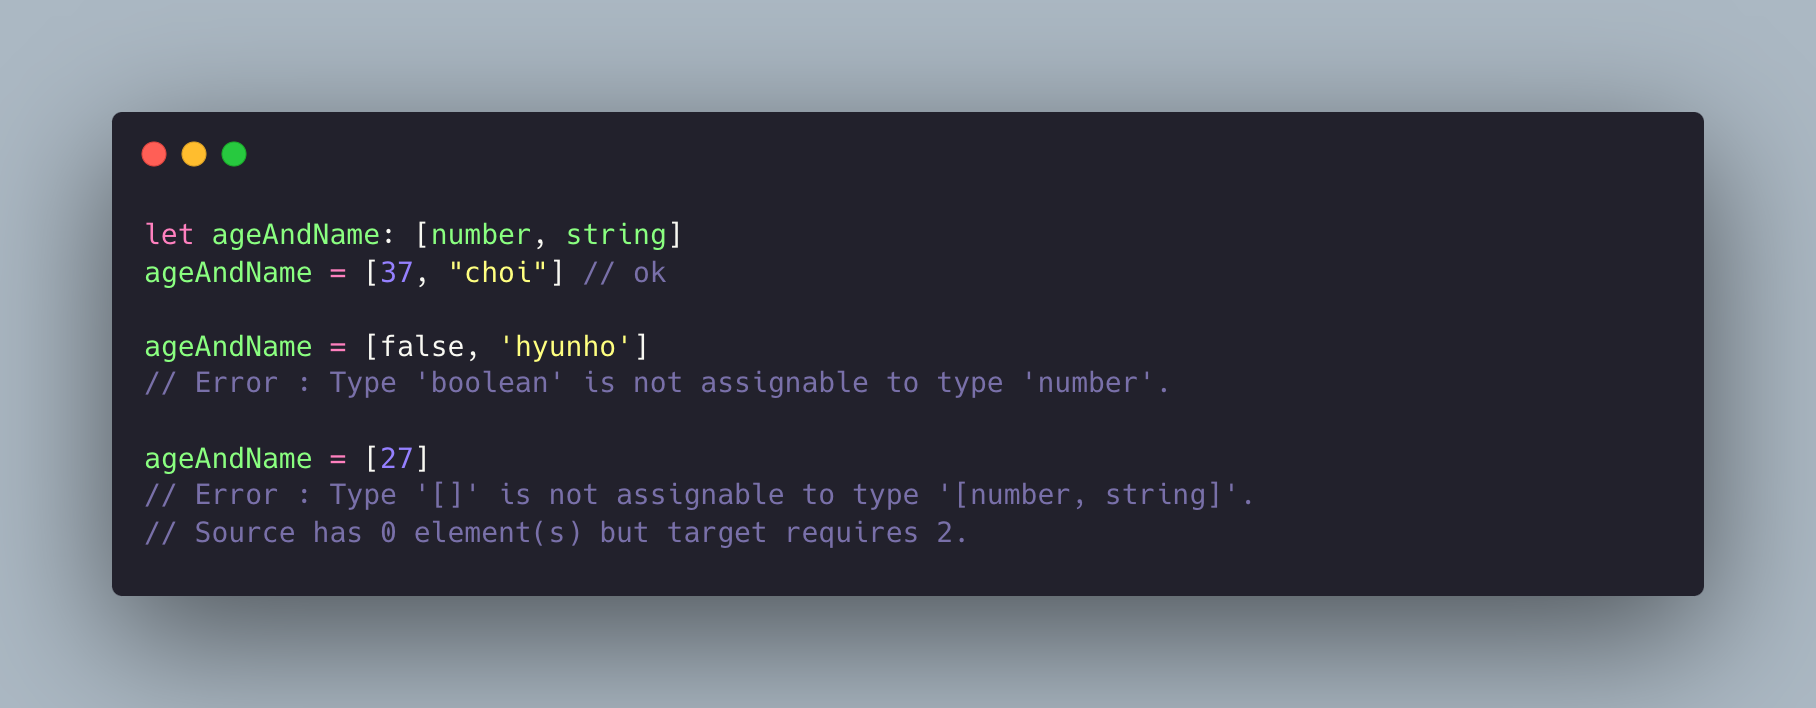 let ageAndName: [number, string]
ageAndName = [37, "choi"] // ok
ageAndName = [false, 'hyunho']
// Error : Type 'boolean' is not assignable to type 'number'.
ageAndName = [27]
// Error : Type '[]' is not assignable to type '[number, string]'.
// Source has 0 element(s) but target requires 2.